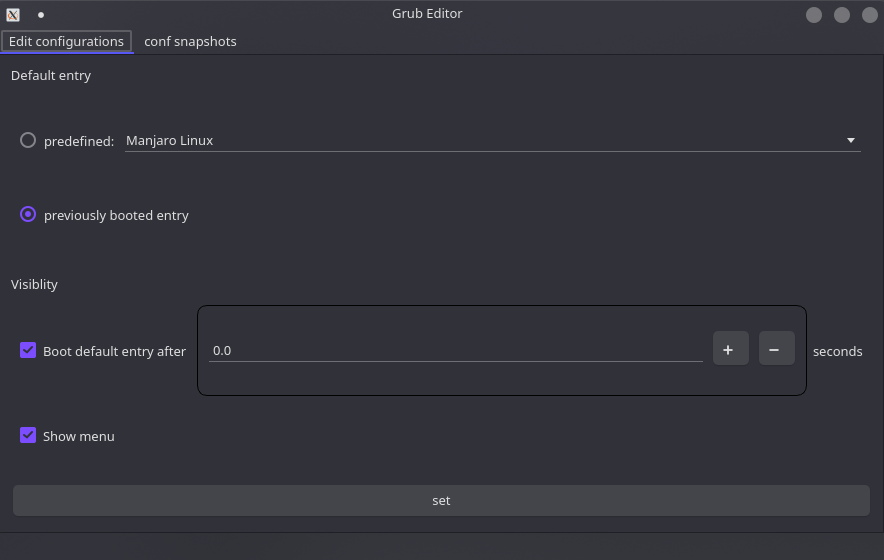 Grub Editor
Edit configurations conf snapshots
Default entry
predefined: Manjaro Linux
previously booted entry
Visiblity
Boot default entry after 0.0 + − seconds
Show menu
set